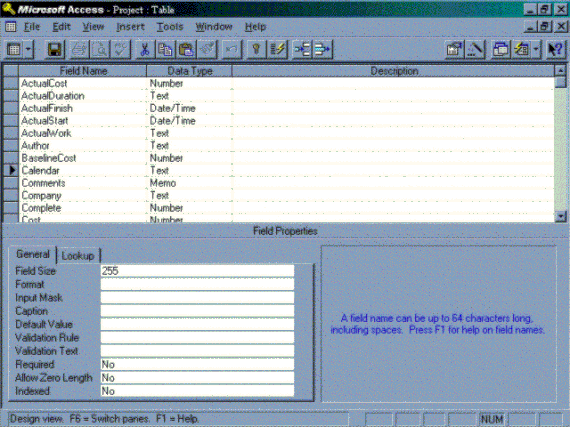 Microsoft Access - Project : Table
File Edit View Insert Tools Window Help
Field Name Data Type Description
ActualCost Number
ActualDuration Text
ActualFinish Date/Time
ActualStart Date/Time
ActualWork Text
Author Text
BaselineCost Number
Calendar Text
Comments Memo
Company Text
Complete Number
Cost Number
Field Properties
General Lookup
Field Size 255
Format
Input Mask
Caption
Default Value
Validation Rule
Validation Text
Required No
Allow Zero Length No
Indexed No
A field name can be up to 64 characters long,
including spaces. Press F1 for help on field names.
Design view. F6 = Switch panes. F1 = Help. NUM